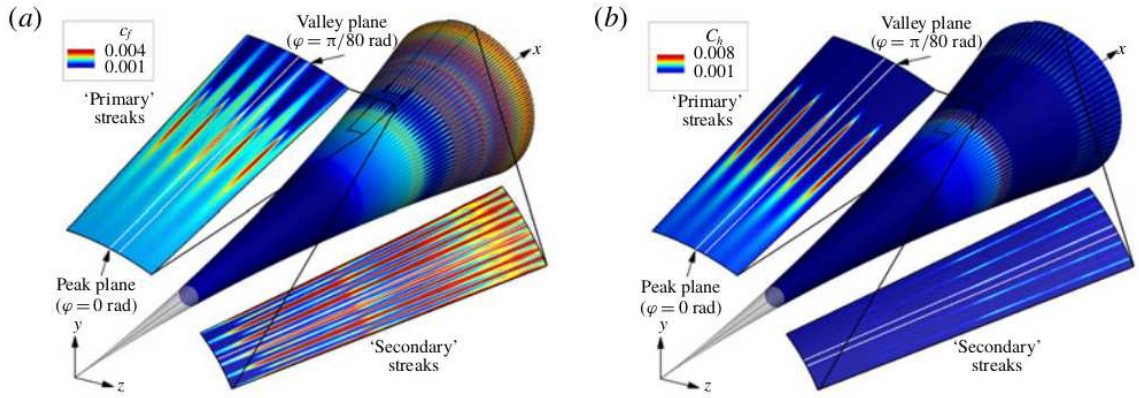 (a)
c_f
0.004
0.001
Valley plane
(φ = π/80 rad)
x
'Primary'
streaks
Peak plane
(φ = 0 rad)
y
z
'Secondary'
streaks
(b)
C_h
0.008
0.001
Valley plane
(φ = π/80 rad)
x
'Primary'
streaks
Peak plane
(φ = 0 rad)
y
z
'Secondary'
streaks